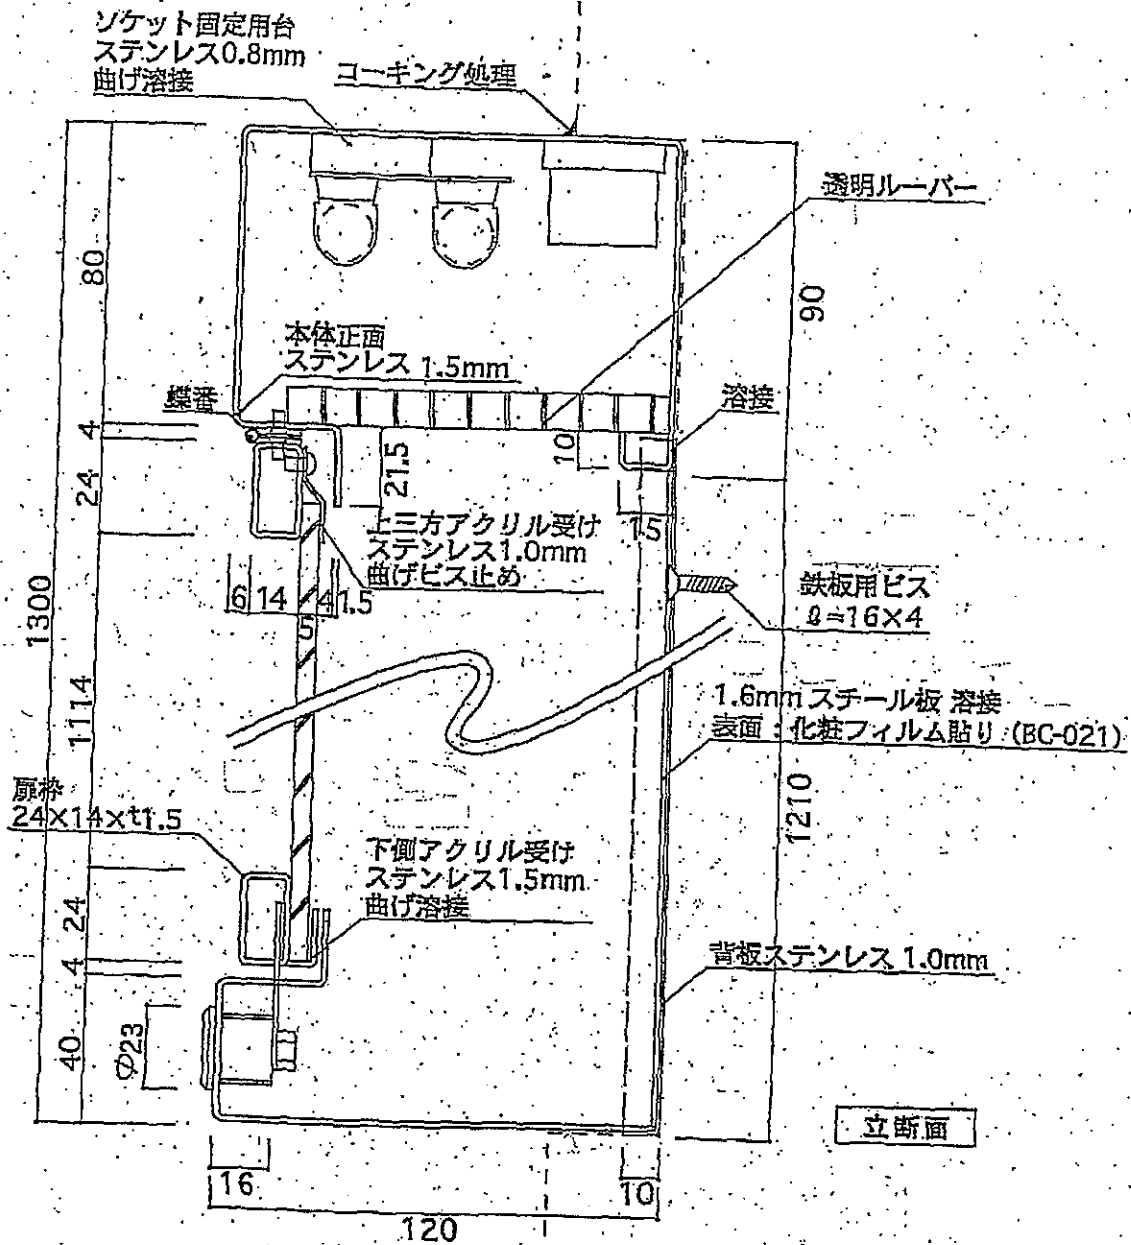 ソケット固定用台
ステンレス0.8mm
曲げ溶接
コーキング処理
透明ルーバー
80
90
本体正面
ステンレス 1.5mm
蝶番
溶接
4
24
21.5
10
15
上三方アクリル受け
ステンレス1.0mm
曲げビス止め
6
14
4
1.5
5
鉄板用ビス
ℓ=16×4
1300
1114
1.6mm スチール板 溶接
表面：化粧フィルム貼り (BC-021)
扉枠
24×14×t1.5
1210
下側アクリル受け
ステンレス1.5mm
曲げ溶接
24
4
背板ステンレス 1.0mm
40
Ø23
立断面
16
10
120